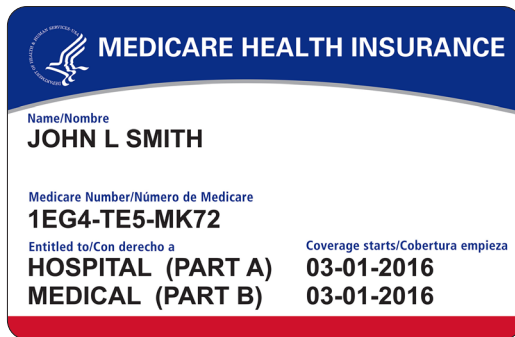 MEDICARE HEALTH INSURANCE
Name/Nombre
JOHN L SMITH
Medicare Number/Número de Medicare
1EG4-TE5-MK72
Entitled to/Con derecho a Coverage starts/Cobertura empieza
HOSPITAL (PART A) 03-01-2016
MEDICAL (PART B) 03-01-2016